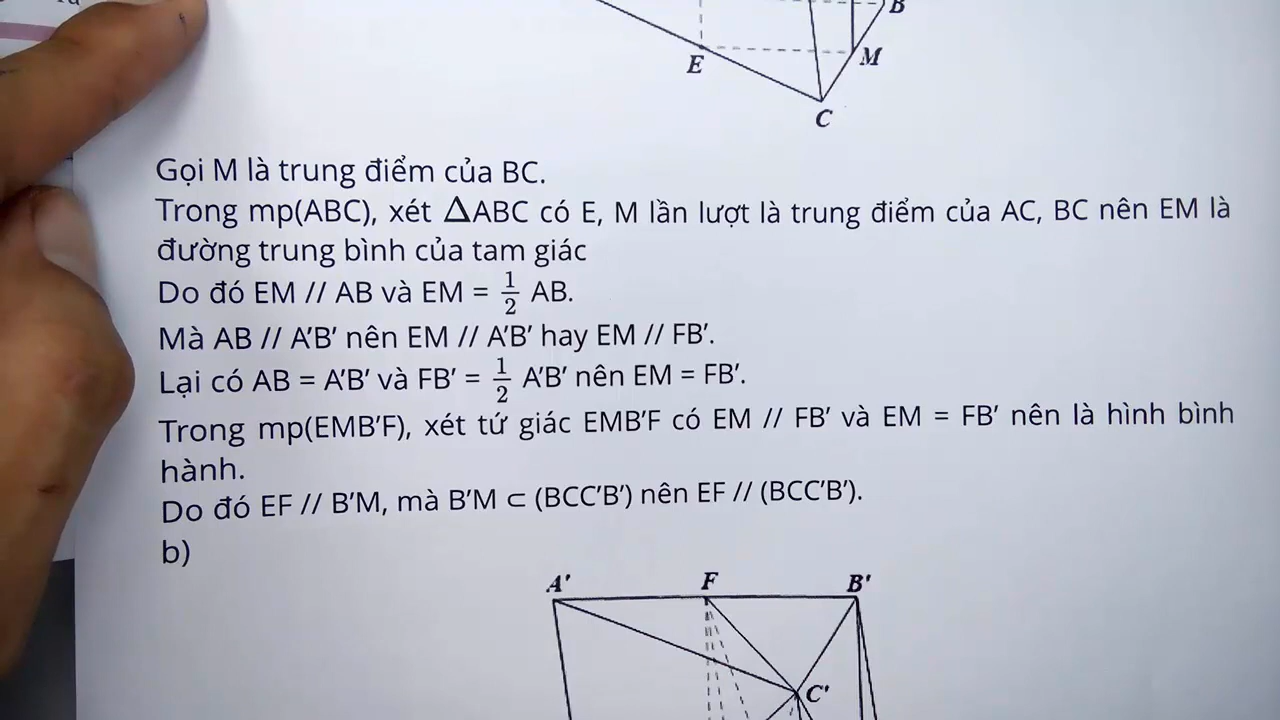 B
E
M
C
Gọi M là trung điểm của BC.
Trong mp(ABC), xét △ABC có E, M lần lượt là trung điểm của AC, BC nên EM là
đường trung bình của tam giác
Do đó EM // AB và EM = 1/2 AB.
Mà AB // A’B’ nên EM // A’B’ hay EM // FB’.
Lại có AB = A’B’ và FB’ = 1/2 A’B’ nên EM = FB’.
Trong mp(EMB’F), xét tứ giác EMB’F có EM // FB’ và EM = FB’ nên là hình bình
hành.
Do đó EF // B’M, mà B’M ⊂ (BCC’B’) nên EF // (BCC’B’).
b)
A' F B'
C'